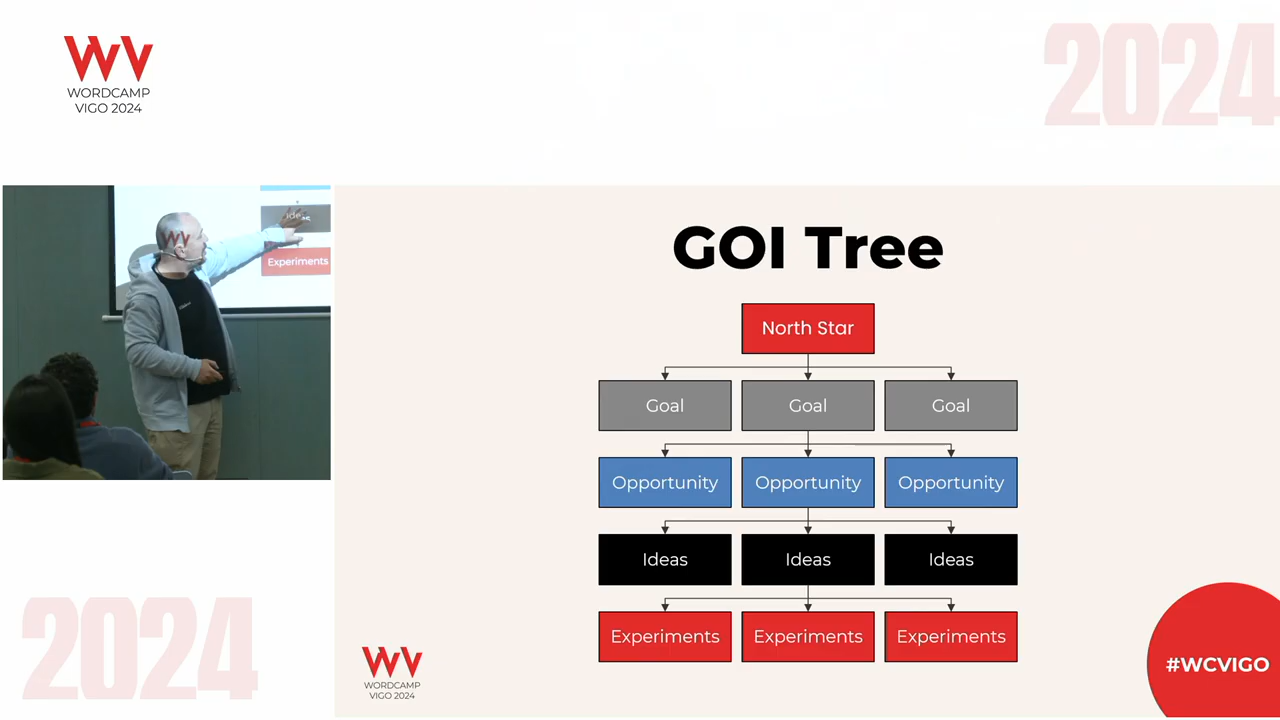 WORDCAMP
VIGO 2024
2024
Ideas
Experiments
GOI Tree
North Star
Goal Goal Goal
Opportunity Opportunity Opportunity
Ideas Ideas Ideas
Experiments Experiments Experiments
WORDCAMP
VIGO 2024
#WCVIGO
2024